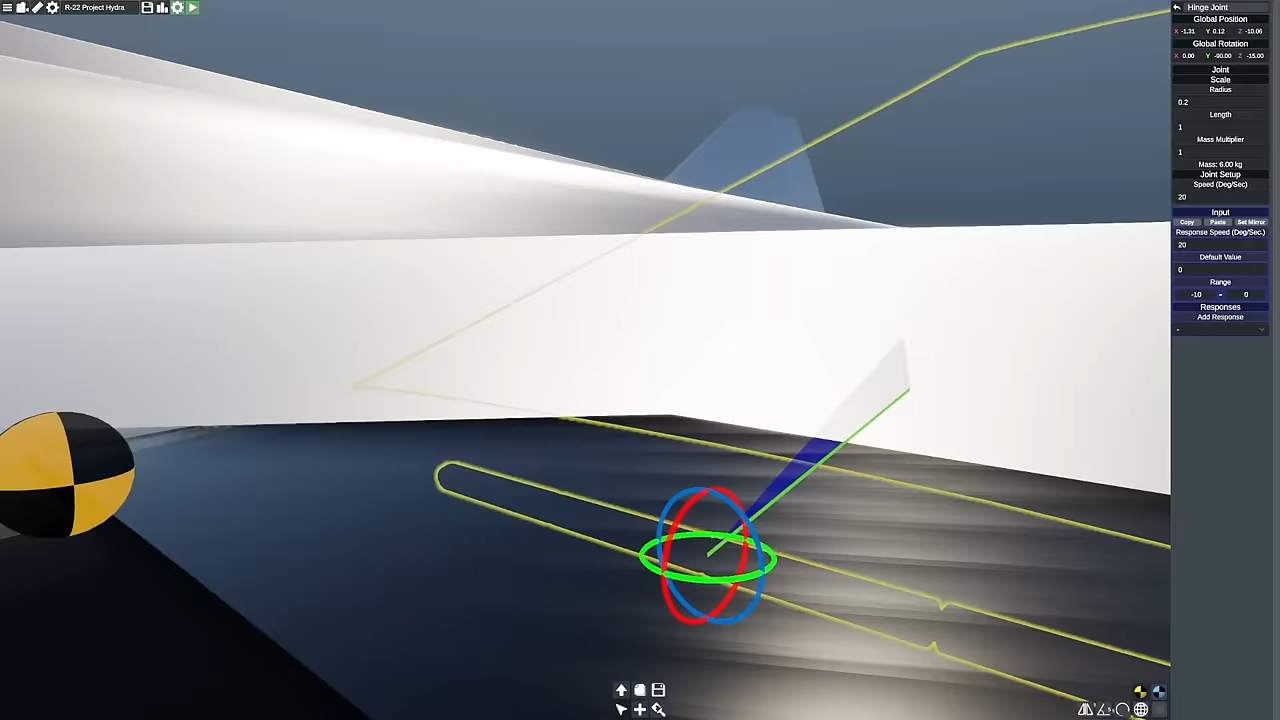 R-22 Project Hydra
Hinge Joint
Global Position
X -1.31 Y 0.12 Z -10.06
Global Rotation
X 0.00 Y -90.00 Z -15.00
Joint
Scale
Radius
0.2
Length
1
Mass Multiplier
1
Mass: 6.00 kg
Joint Setup
Speed (Deg/Sec)
20
Input
Copy Paste Set Mirror
Response Speed (Deg/Sec.)
20
Default Value
0
Range
-10 - 0
Responses
Add Response
-